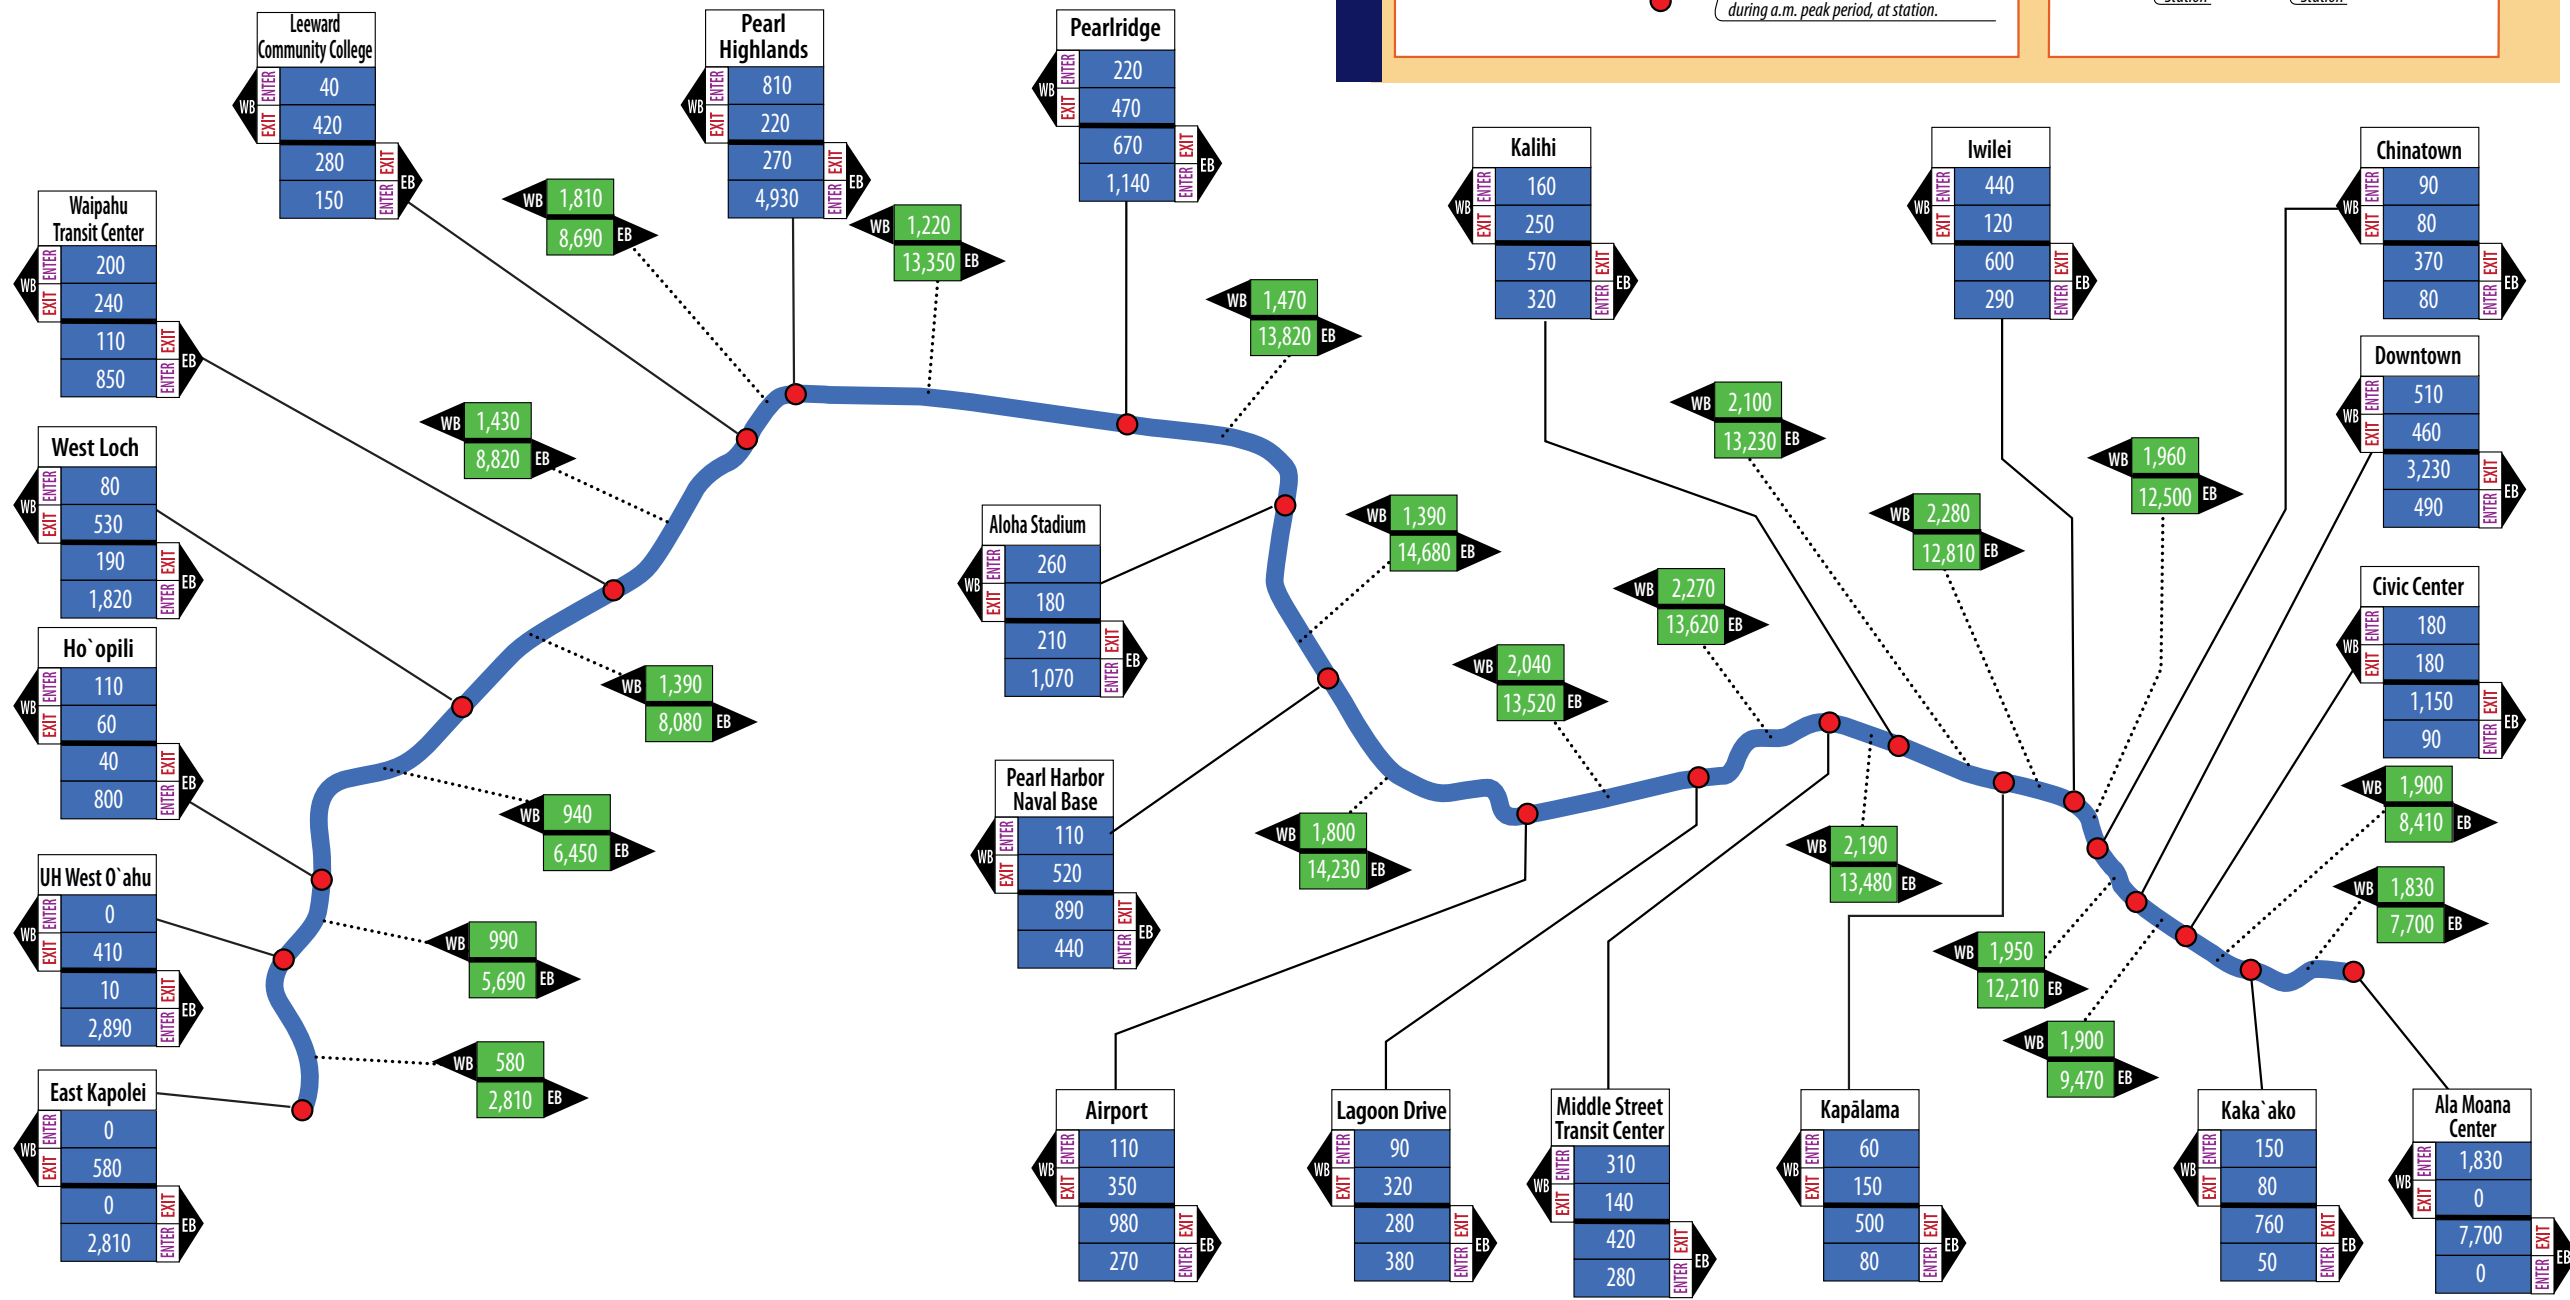 during a.m. peak period, at station.
Station
Station
Leeward
Community College
WB ENTER 40
EXIT 420
280 EXIT EB
150 ENTER
Pearl
Highlands
WB ENTER 810
EXIT 220
270 EXIT EB
4,930 ENTER
Pearlridge
WB ENTER 220
EXIT 470
670 EXIT EB
1,140 ENTER
Kalihi
WB ENTER 160
EXIT 250
570 EXIT EB
320 ENTER
Iwilei
WB ENTER 440
EXIT 120
600 EXIT EB
290 ENTER
Chinatown
WB ENTER 90
EXIT 80
370 EXIT EB
80 ENTER
Waipahu
Transit Center
WB ENTER 200
EXIT 240
110 EXIT EB
850 ENTER
WB 1,810
8,690 EB
WB 1,220
13,350 EB
WB 1,470
13,820 EB
Downtown
WB ENTER 510
EXIT 460
3,230 EXIT EB
490 ENTER
WB 1,430
8,820 EB
WB 2,100
13,230 EB
WB 1,960
12,500 EB
West Loch
WB ENTER 80
EXIT 530
190 EXIT EB
1,820 ENTER
Aloha Stadium
WB ENTER 260
EXIT 180
210 EXIT EB
1,070 ENTER
WB 1,390
14,680 EB
WB 2,280
12,810 EB
WB 2,270
13,620 EB
Civic Center
WB ENTER 180
EXIT 180
1,150 EXIT EB
90 ENTER
Ho`opili
WB ENTER 110
EXIT 60
40 EXIT EB
800 ENTER
WB 1,390
8,080 EB
WB 2,040
13,520 EB
Pearl Harbor
Naval Base
WB ENTER 110
EXIT 520
890 EXIT EB
440 ENTER
WB 940
6,450 EB
WB 1,800
14,230 EB
WB 2,190
13,480 EB
WB 1,900
8,410 EB
UH West O`ahu
WB ENTER 0
EXIT 410
10 EXIT EB
2,890 ENTER
WB 990
5,690 EB
WB 1,830
7,700 EB
WB 1,950
12,210 EB
WB 1,900
9,470 EB
WB 580
2,810 EB
East Kapolei
WB ENTER 0
EXIT 580
0 EXIT EB
2,810 ENTER
Airport
WB ENTER 110
EXIT 350
980 EXIT EB
270 ENTER
Lagoon Drive
WB ENTER 90
EXIT 320
280 EXIT EB
380 ENTER
Middle Street
Transit Center
WB ENTER 310
EXIT 140
420 EXIT EB
280 ENTER
Kapālama
WB ENTER 60
EXIT 150
500 EXIT EB
80 ENTER
Kaka`ako
WB ENTER 150
EXIT 80
760 EXIT EB
50 ENTER
Ala Moana
Center
WB ENTER 1,830
EXIT 0
7,700 EXIT EB
0 ENTER